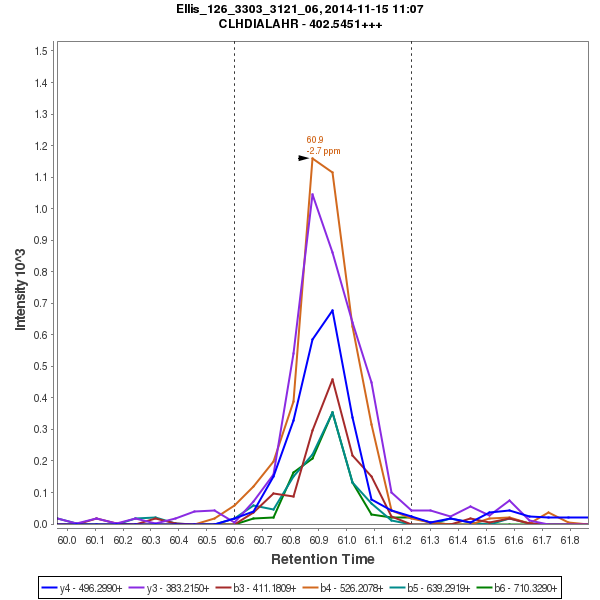 Ellis_126_3303_3121_06, 2014-11-15 11:07
CLHDIALAHR - 402.5451+++
Intensity 10^3
1.5
1.4
1.3
1.2
1.1
1.0
0.9
0.8
0.7
0.6
0.5
0.4
0.3
0.2
0.1
0.0
60.9
-2.7 ppm
60.0 60.1 60.2 60.3 60.4 60.5 60.6 60.7 60.8 60.9 61.0 61.1 61.2 61.3 61.4 61.5 61.6 61.7 61.8
Retention Time
y4 - 496.2990+ y3 - 383.2150+ b3 - 411.1809+ b4 - 526.2078+ b5 - 639.2919+ b6 - 710.3290+